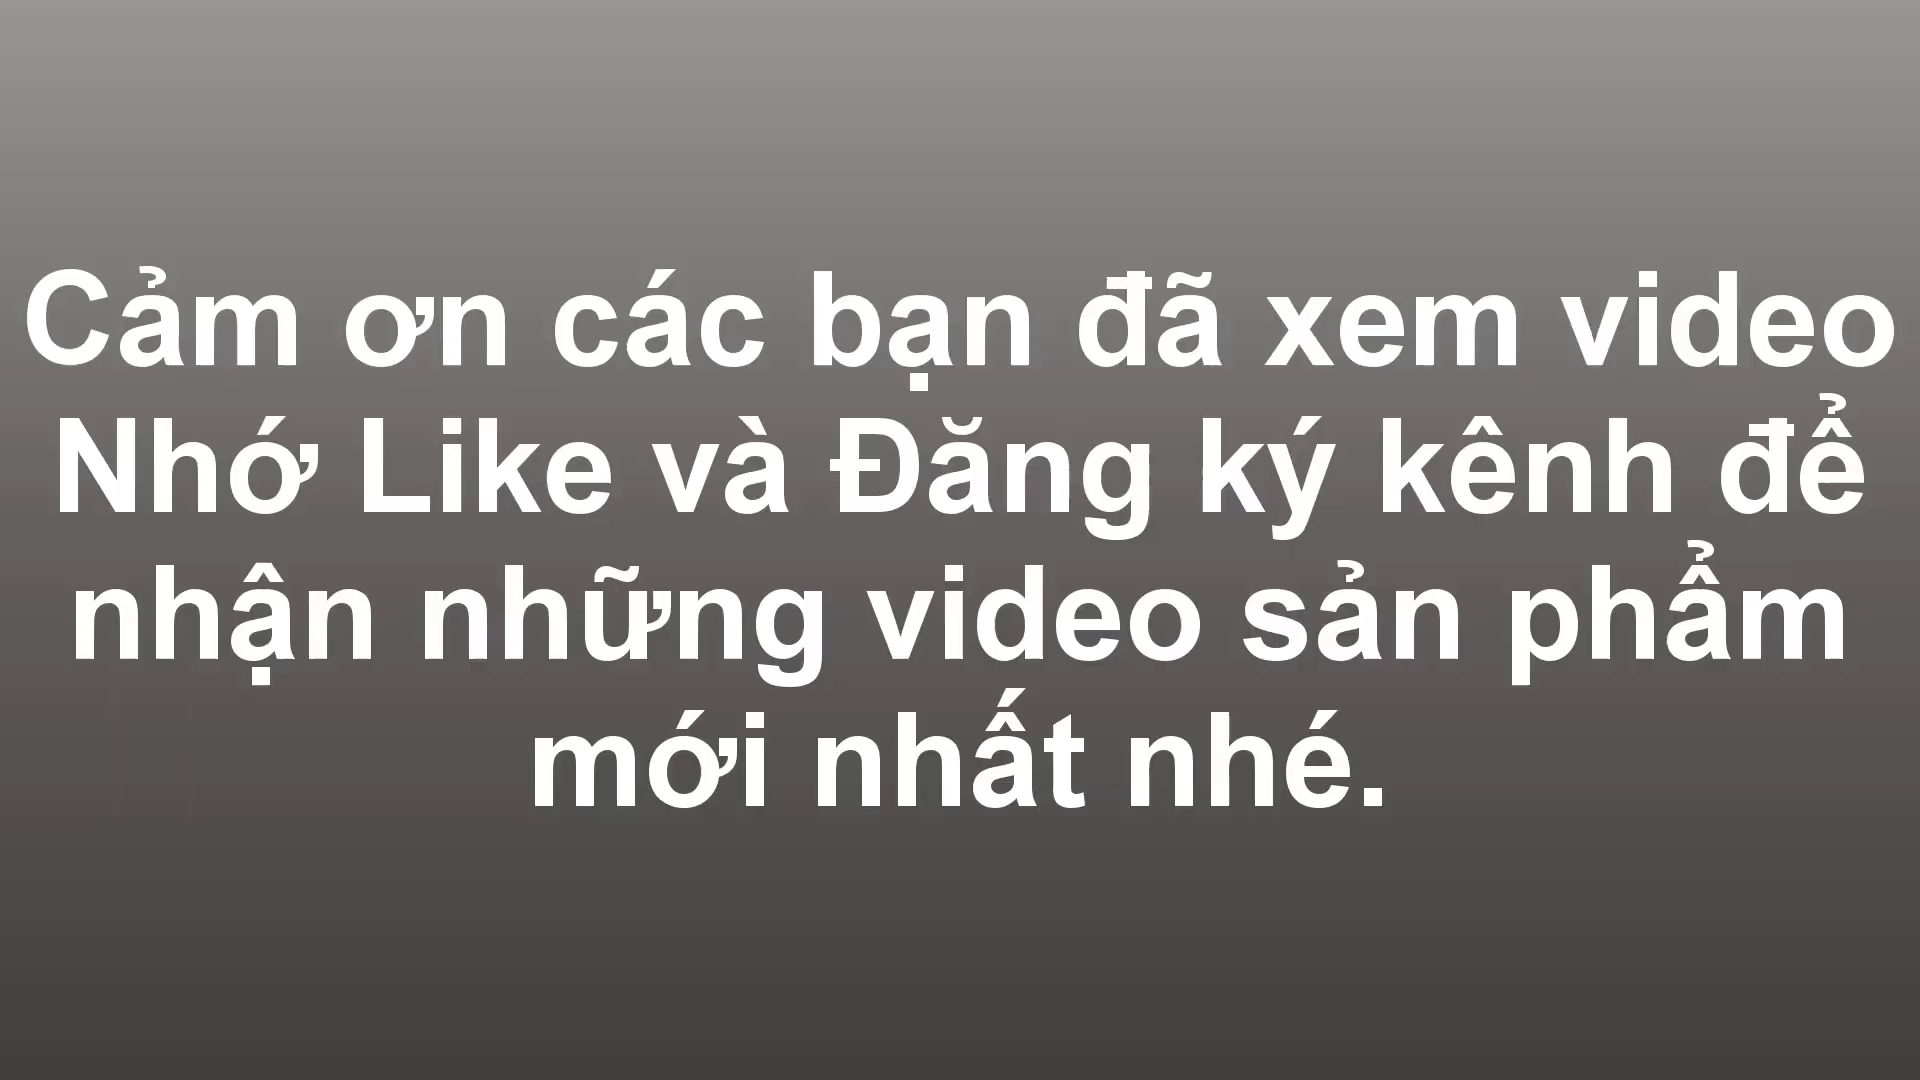 Cảm ơn các bạn đã xem video
Nhớ Like và Đăng ký kênh để
nhận những video sản phẩm
mới nhất nhé.